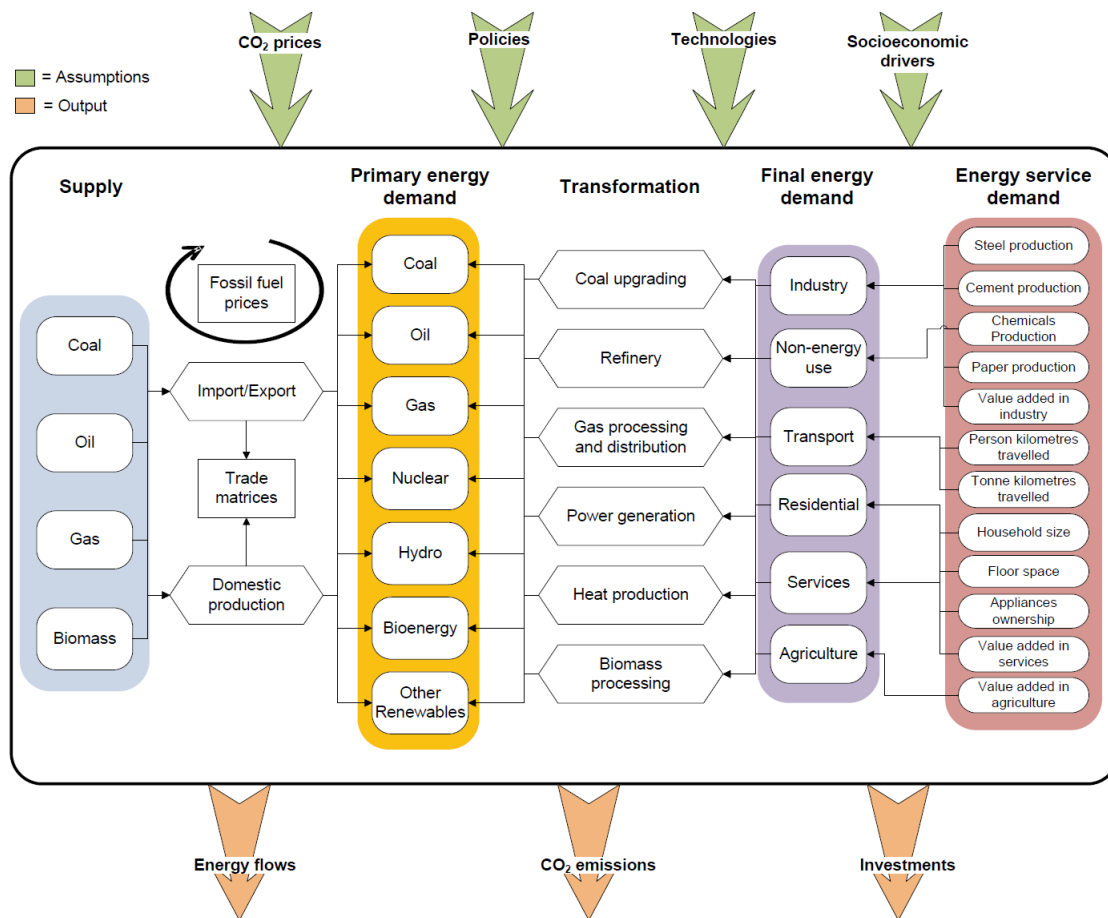 CO₂ prices
Policies
Technologies
Socioeconomic
drivers
= Assumptions
= Output
Supply
Primary energy
demand
Transformation
Final energy
demand
Energy service
demand
Fossil fuel
prices
Coal
Oil
Gas
Biomass
Import/Export
Trade
matrices
Domestic
production
Coal
Oil
Gas
Nuclear
Hydro
Bioenergy
Other
Renewables
Coal upgrading
Refinery
Gas processing
and distribution
Power generation
Heat production
Biomass
processing
Industry
Non-energy
use
Transport
Residential
Services
Agriculture
Steel production
Cement production
Chemicals
Production
Paper production
Value added in
industry
Person kilometres
travelled
Tonne kilometres
travelled
Household size
Floor space
Appliances
ownership
Value added in
services
Value added in
agriculture
Energy flows
CO₂ emissions
Investments